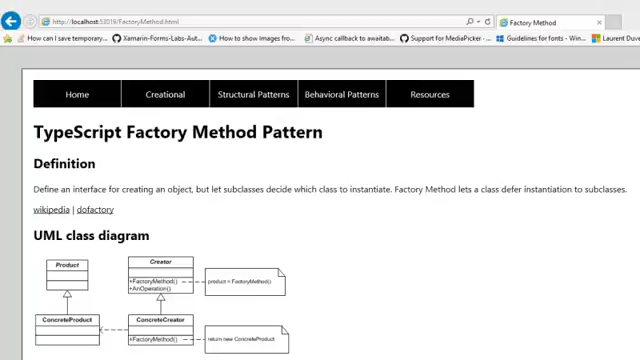 http://localhost:53019/FactoryMethod.html
Factory Method
How can I save temporary...
Xamarin-Forms-Labs-Aut...
How to show Images from...
Async callback to awaitab...
Support for MediaPicker ...
Guidelines for fonts - Win...
Laurent Duve
Home
Creational
Structural Patterns
Behavioral Patterns
Resources
TypeScript Factory Method Pattern
Definition
Define an interface for creating an object, but let subclasses decide which class to instantiate. Factory Method lets a class defer instantiation to subclasses.
wikipedia | dofactory
UML class diagram
Product
Creator
+FactoryMethod()
+AnOperation()
product = FactoryMethod()
ConcreteProduct
ConcreteCreator
+FactoryMethod()
return new ConcreteProduct